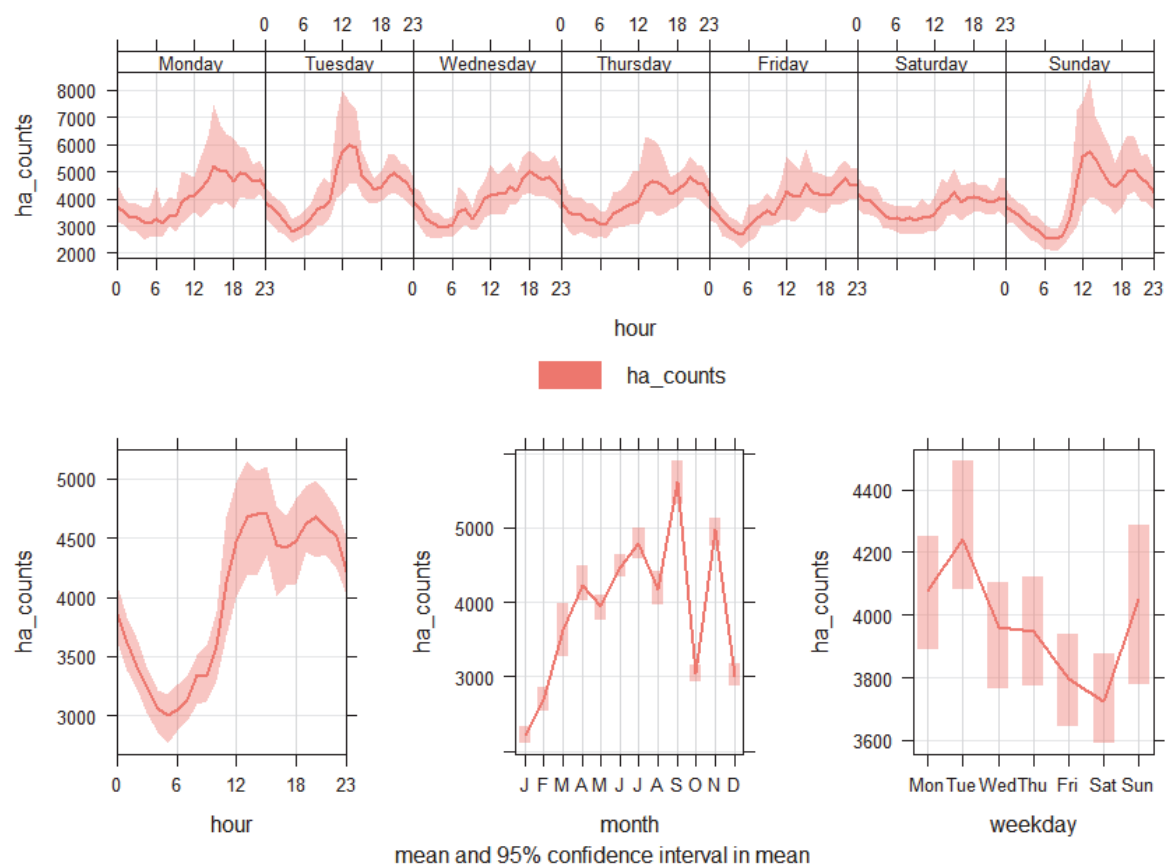 0 6 12 18 23 0 6 12 18 23 0 6 12 18 23
Monday Tuesday Wednesday Thursday Friday Saturday Sunday
8000
7000
6000
5000
4000
3000
2000
ha_counts
0 6 12 18 23 0 6 12 18 23 0 6 12 18 23 0 6 12 18 23
hour
ha_counts
5000
4500
4000
3500
3000
ha_counts
0 6 12 18 23
hour
5000
4000
3000
ha_counts
J F M A M J J A S O N D
month
4400
4200
4000
3800
3600
ha_counts
Mon Tue Wed Thu Fri Sat Sun
weekday
mean and 95% confidence interval in mean